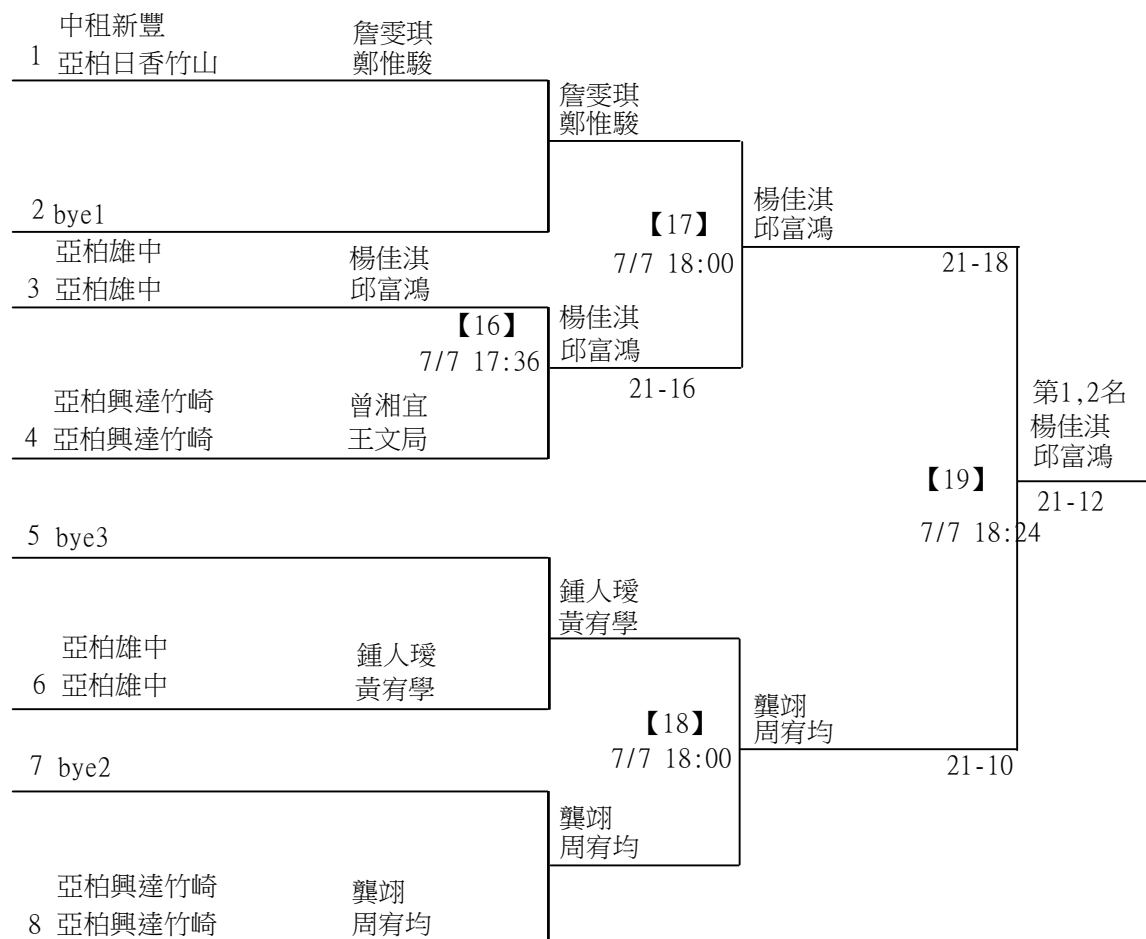 中租新豐 詹雯琪
1 亞柏日香竹山 鄭惟駿
詹雯琪
鄭惟駿
2 bye1
【17】
7/7 18:00
楊佳淇
邱富鴻
21-18
亞柏雄中 楊佳淇
3 亞柏雄中 邱富鴻
【16】
7/7 17:36
楊佳淇
邱富鴻
21-16
亞柏興達竹崎 曾湘宜
4 亞柏興達竹崎 王文局
第1,2名
楊佳淇
邱富鴻
21-12
【19】
7/7 18:24
5 bye3
鍾人璦
黃宥學
亞柏雄中 鍾人璦
6 亞柏雄中 黃宥學
【18】
7/7 18:00
龔翊
周宥均
21-10
7 bye2
龔翊
周宥均
亞柏興達竹崎 龔翊
8 亞柏興達竹崎 周宥均